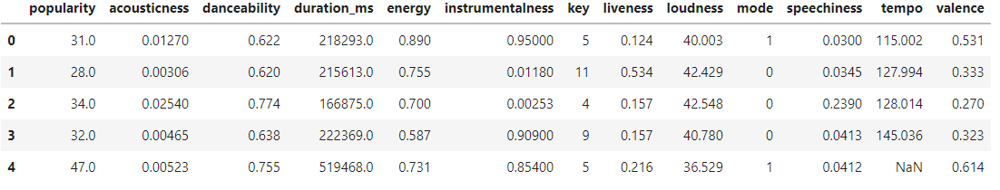 popularity acousticness danceability duration_ms energy instrumentalness key liveness loudness mode speechiness tempo valence
0 31.0 0.01270 0.622 218293.0 0.890 0.95000 5 0.124 40.003 1 0.0300 115.002 0.531
1 28.0 0.00306 0.620 215613.0 0.755 0.01180 11 0.534 42.429 0 0.0345 127.994 0.333
2 34.0 0.02540 0.774 166875.0 0.700 0.00253 4 0.157 42.548 0 0.2390 128.014 0.270
3 32.0 0.00465 0.638 222369.0 0.587 0.90900 9 0.157 40.780 0 0.0413 145.036 0.323
4 47.0 0.00523 0.755 519468.0 0.731 0.85400 5 0.216 36.529 1 0.0412 NaN 0.614